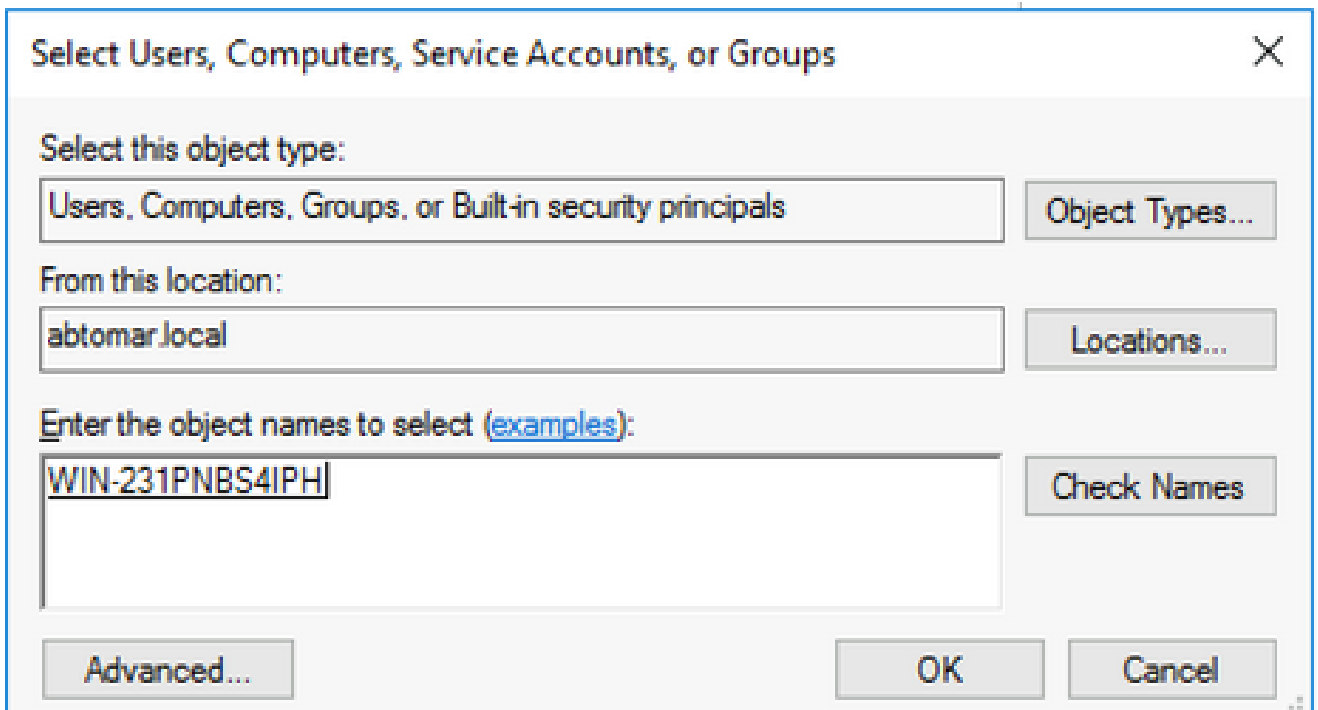 Select Users, Computers, Service Accounts, or Groups
Select this object type:
Users, Computers, Groups, or Built-in security principals
Object Types...
From this location:
abtomar.local
Locations...
Enter the object names to select (examples):
WIN-231PNBS4IPH
Check Names
Advanced...
OK
Cancel